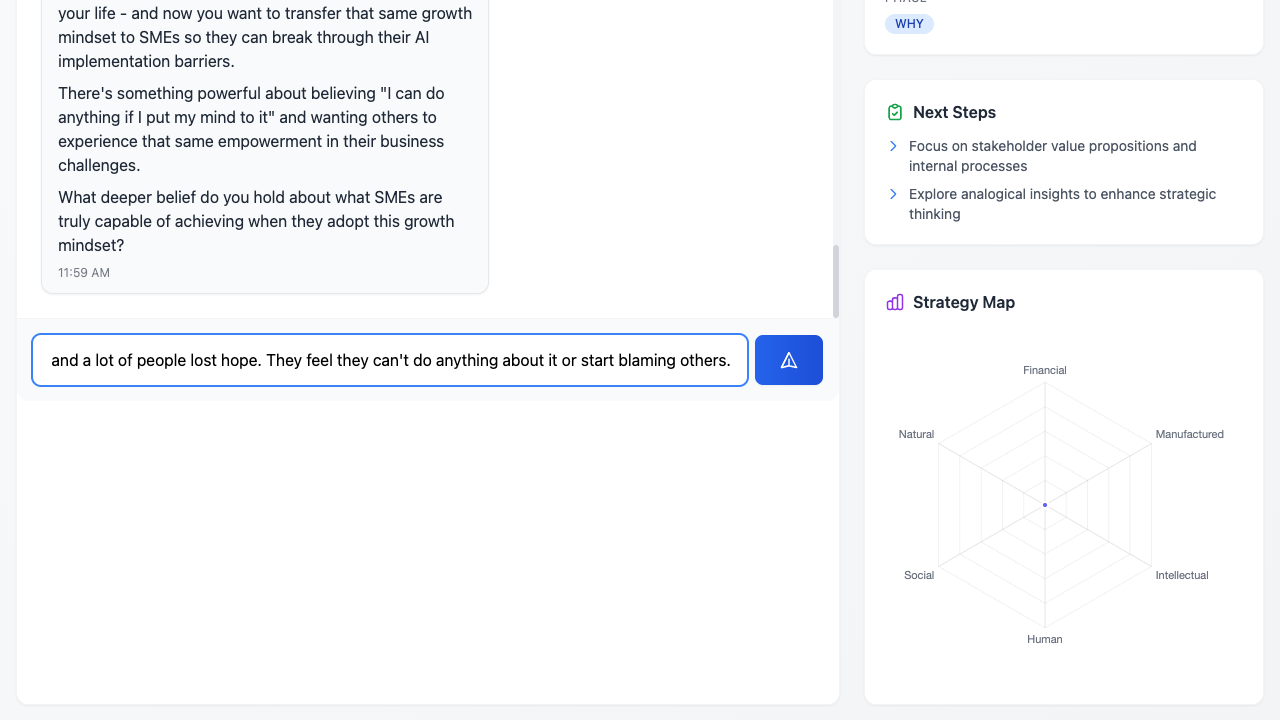 your life - and now you want to transfer that same growth
mindset to SMEs so they can break through their AI
implementation barriers.
There's something powerful about believing "I can do
anything if I put my mind to it" and wanting others to
experience that same empowerment in their business
challenges.
What deeper belief do you hold about what SMEs are
truly capable of achieving when they adopt this growth
mindset?
11:59 AM
and a lot of people lost hope. They feel they can't do anything about it or start blaming others.
WHY
Next Steps
Focus on stakeholder value propositions and
internal processes
Explore analogical insights to enhance strategic
thinking
Strategy Map
Financial
Natural
Manufactured
Social
Intellectual
Human